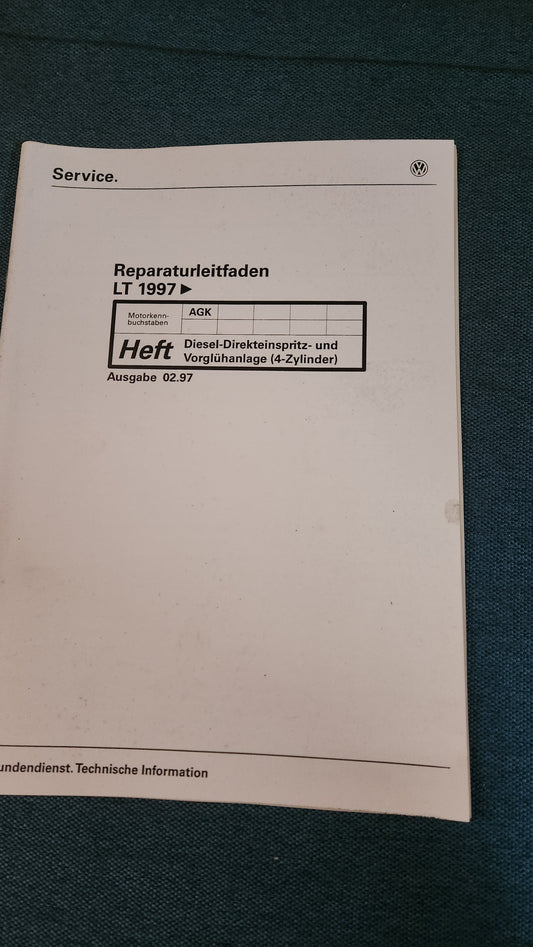 Service.
Reparaturleitfaden
LT 1997 ►
Motorkenn-
buchstaben
AGK
Heft
Diesel-Direkteinspritz- und
Vorglühanlage (4-Zylinder)
Ausgabe 02.97
undendienst. Technische Information